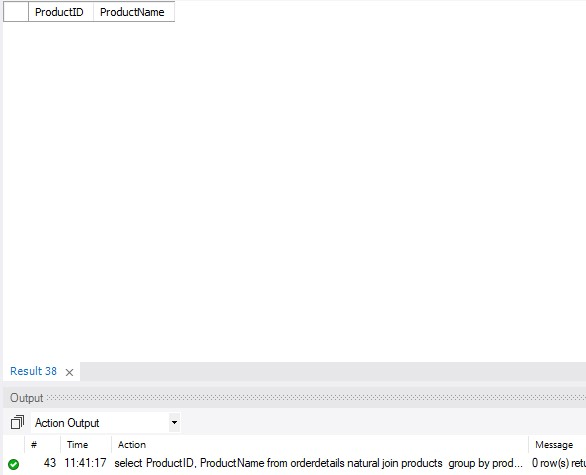 ProductID ProductName
Result 38
Output
Action Output
# Time Action Message
43 11:41:17 select ProductID, ProductName from orderdetails natural join products group by prod... 0 row(s) retu